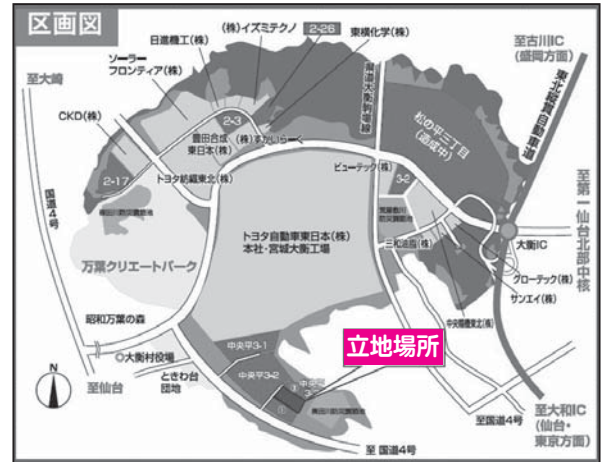 区画図
(株)イズミテクノ
2-26
東横化学(株)
日進機工(株)
ソーラー
フロンティア(株)
至大崎
CKD(株)
至古川IC
(盛岡方面)
東北縦貫自動車道
松の平三丁目
(造成中)
2-3
豊田合成
東日本(株)
(株)すかいらーく
ビューテック(株)
3-2
2-17
トヨタ紡織東北(株)
国道4号
至第一仙台北部中核
トヨタ自動車東日本(株)
本社・宮城大衡工場
三和油脂(株)
大衡IC
万葉クリエートパーク
グローテック(株)
サンエイ(株)
昭和万葉の森
立地場所
中央平3-1
大衡村役場
N
中央平3-2
ときわ台
団地
至仙台
①
至国道4号
至大和IC
(仙台・
東京方面)
至 国道4号